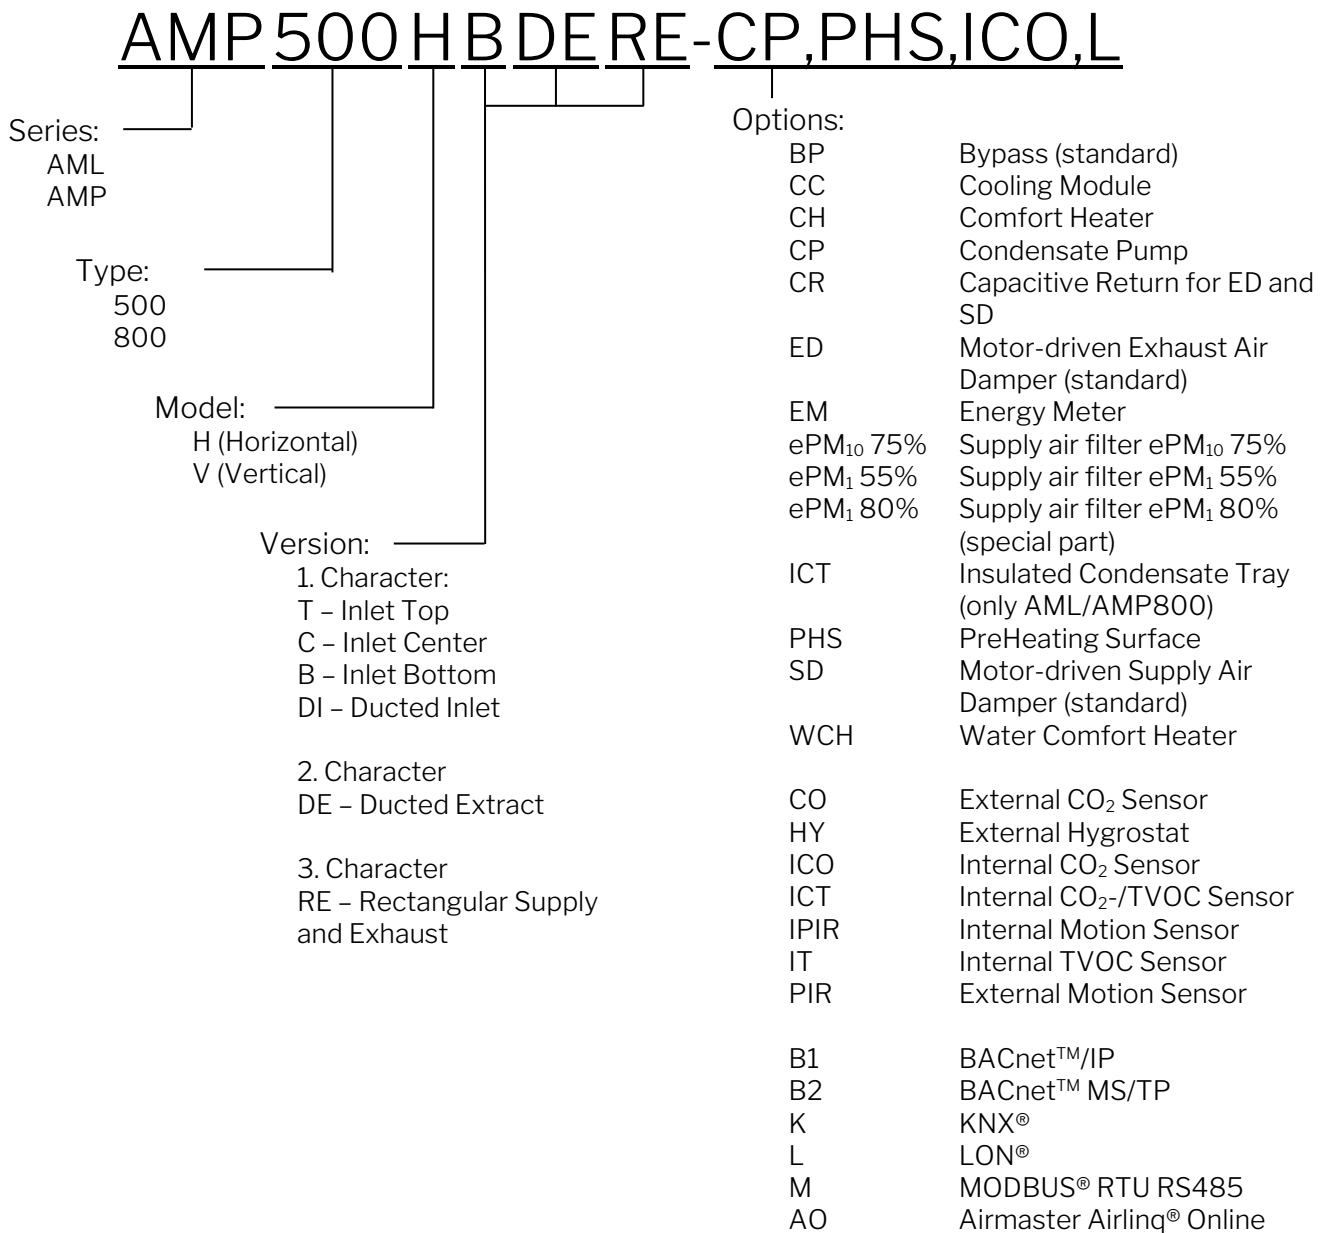 AMP500HBDERE-CP,PHS,ICO,L
Series:
AML
AMP
Type:
500
800
Model:
H (Horizontal)
V (Vertical)
Version:
1. Character:
T – Inlet Top
C – Inlet Center
B – Inlet Bottom
DI – Ducted Inlet
2. Character
DE – Ducted Extract
3. Character
RE – Rectangular Supply
and Exhaust
Options:
BP Bypass (standard)
CC Cooling Module
CH Comfort Heater
CP Condensate Pump
CR Capacitive Return for ED and
SD
ED Motor-driven Exhaust Air
Damper (standard)
EM Energy Meter
ePM₁₀ 75% Supply air filter ePM₁₀ 75%
ePM₁ 55% Supply air filter ePM₁ 55%
ePM₁ 80% Supply air filter ePM₁ 80%
(special part)
ICT Insulated Condensate Tray
(only AML/AMP800)
PHS PreHeating Surface
SD Motor-driven Supply Air
Damper (standard)
WCH Water Comfort Heater
CO External CO₂ Sensor
HY External Hygrostat
ICO Internal CO₂ Sensor
ICT Internal CO₂-/TVOC Sensor
IPIR Internal Motion Sensor
IT Internal TVOC Sensor
PIR External Motion Sensor
B1 BACnet™/IP
B2 BACnet™ MS/TP
K KNX®
L LON®
M MODBUS® RTU RS485
AO Airmaster Airlinq® Online